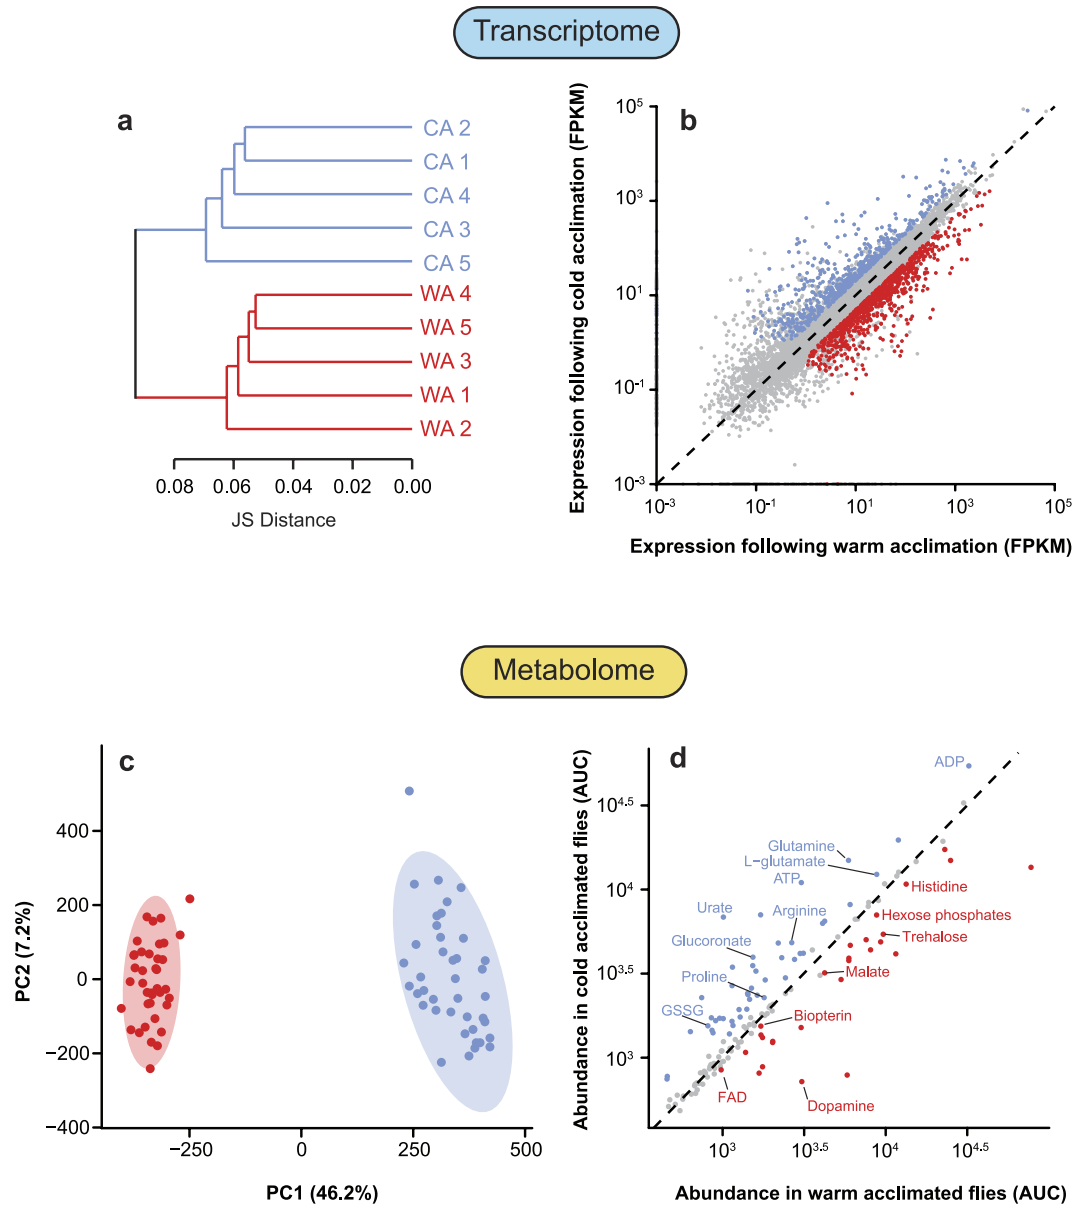 Transcriptome
a
CA 2
CA 1
CA 4
CA 3
CA 5
WA 4
WA 5
WA 3
WA 1
WA 2
0.08 0.06 0.04 0.02 0.00
JS Distance
b
Expression following cold acclimation (FPKM)
10^5
10^3
10^1
10^-1
10^-3
10^-3 10^-1 10^1 10^3 10^5
Expression following warm acclimation (FPKM)
Metabolome
c
PC2 (7.2%)
400
200
0
−200
−400
−250 0 250 500
PC1 (46.2%)
d
Abundance in cold acclimated flies (AUC)
10^4.5
10^4
10^3.5
10^3
ADP
Glutamine
L-glutamate
ATP
Histidine
Urate
Arginine
Hexose phosphates
Trehalose
Glucoronate
Malate
Proline
GSSG
Biopterin
FAD
Dopamine
10^3 10^3.5 10^4 10^4.5
Abundance in warm acclimated flies (AUC)